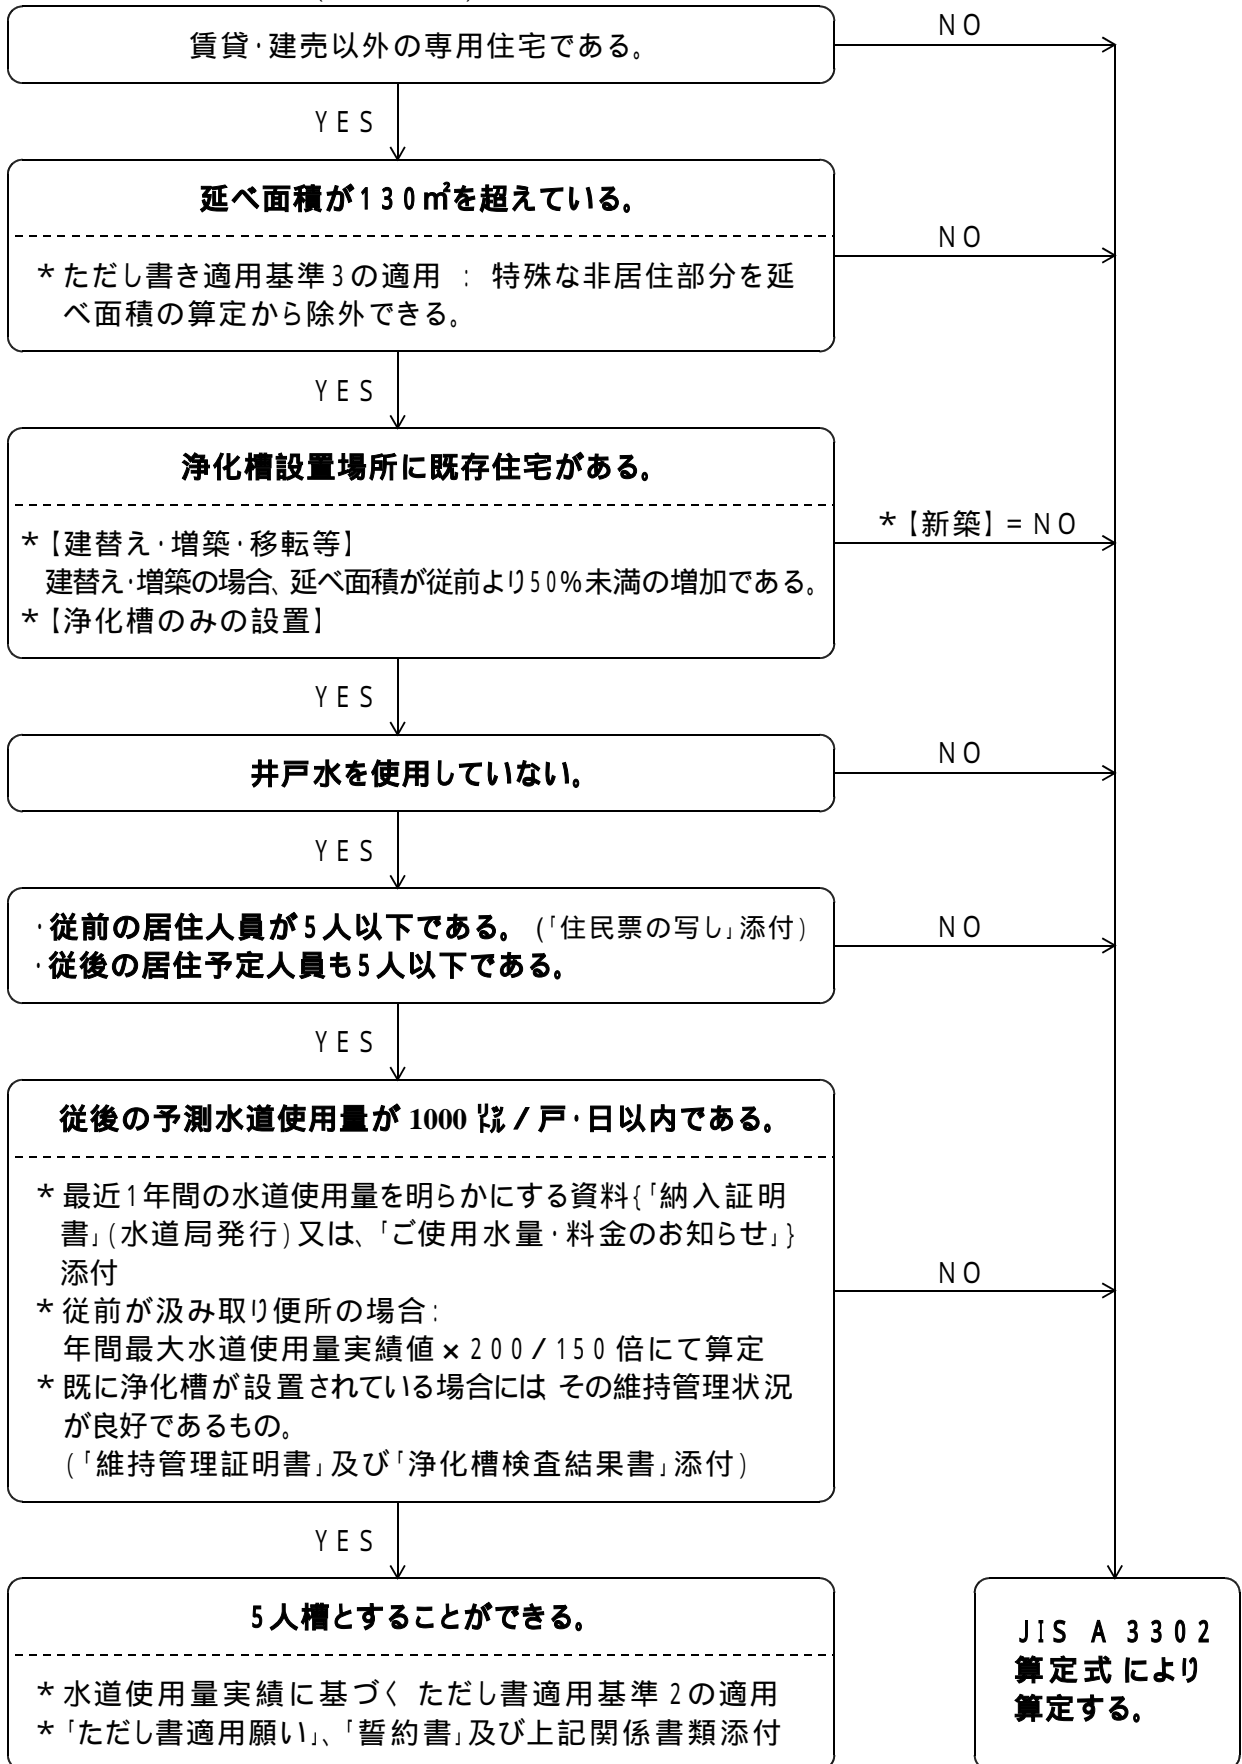 賃貸・建売以外の専用住宅である。
NO
YES
延べ面積が130㎡を超えている。
NO
*ただし書き適用基準3の適用 : 特殊な非居住部分を延
べ面積の算定から除外できる。
YES
浄化槽設置場所に既存住宅がある。
*【新築】=NO
*【建替え・増築・移転等】
建替え・増築の場合、延べ面積が従前より50%未満の増加である。
*【浄化槽のみの設置】
YES
井戸水を使用していない。
NO
YES
・従前の居住人員が5人以下である。(「住民票の写し」添付)
・従後の居住予定人員も5人以下である。
NO
YES
従後の予測水道使用量が 1000 ㍑/戸・日以内である。
*最近1年間の水道使用量を明らかにする資料{「納入証明
書」(水道局発行)又は、「ご使用水量・料金のお知らせ」}
添付
NO
*従前が汲み取り便所の場合:
年間最大水道使用量実績値×200/150倍にて算定
*既に浄化槽が設置されている場合には その維持管理状況
が良好であるもの。
(「維持管理証明書」及び「浄化槽検査結果書」添付)
YES
5人槽とすることができる。
*水道使用量実績に基づく ただし書適用基準2の適用
*「ただし書適用願い」、「誓約書」及び上記関係書類添付
JIS A 3302
算定式により
算定する。